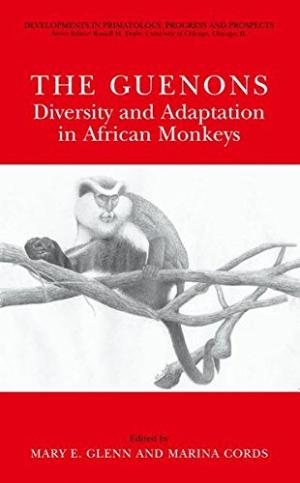 DEVELOPMENTS IN PRIMATOLOGY: PROGRESS AND PROSPECTS
Series Editor: Russell H. Tuttle, University of Chicago, Chicago, IL
THE GUENONS
Diversity and Adaptation
in African Monkeys
Edited by
MARY E. GLENN AND MARINA CORDS